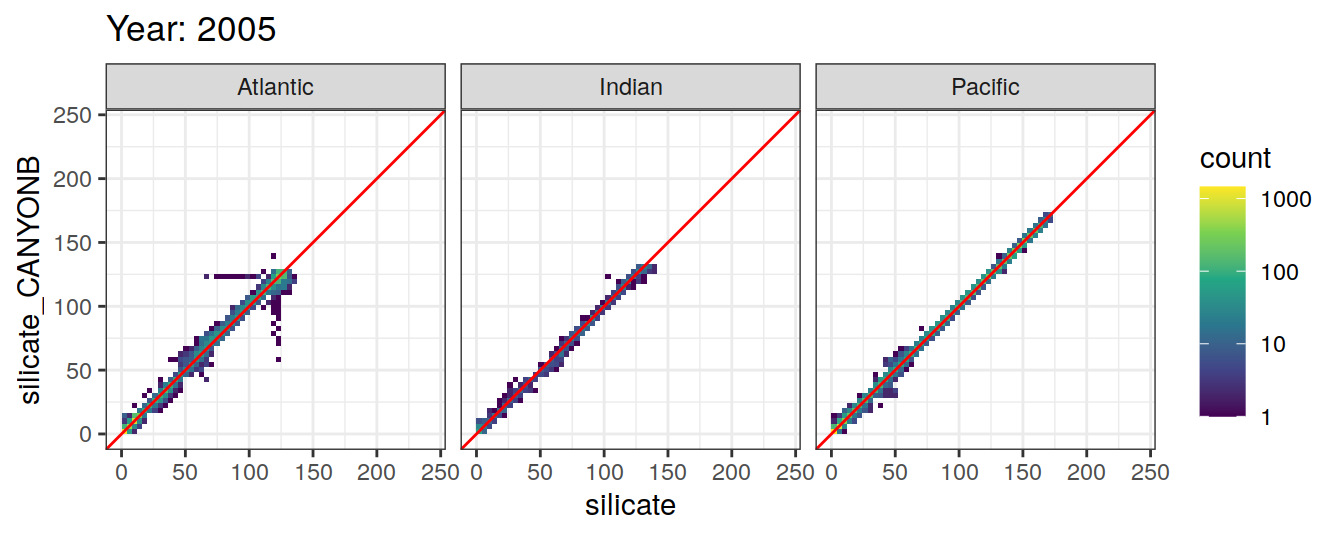 Year: 2005
Atlantic
Indian
Pacific
silicate_CANYONB
250
200
150
100
50
0
0 50 100 150 200 250
0 50 100 150 200 250
0 50 100 150 200 250
silicate
count
1000
100
10
1